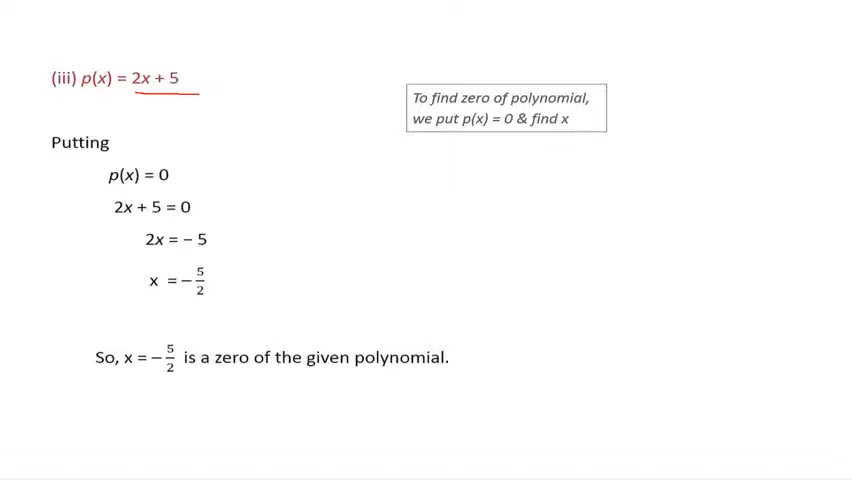 (iii) p(x) = 2x + 5
To find zero of polynomial,
we put p(x) = 0 & find x
Putting
p(x) = 0
2x + 5 = 0
2x = – 5
x = – 5/2
So, x = – 5/2 is a zero of the given polynomial.